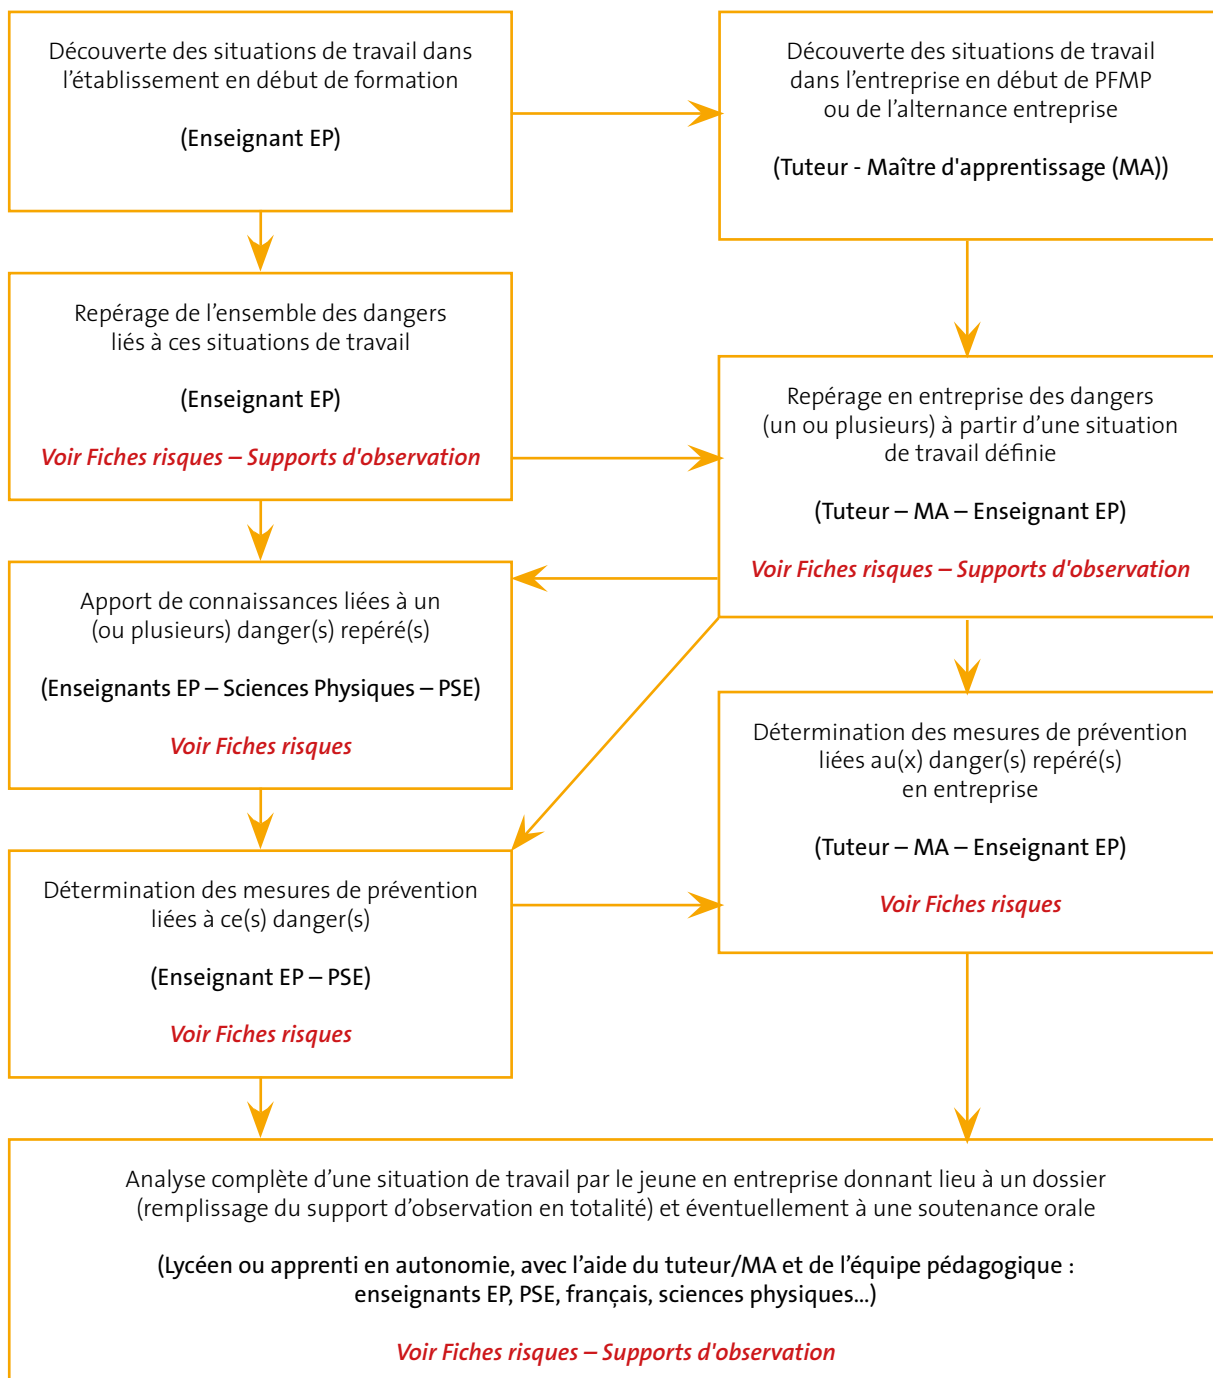 Découverte des situations de travail dans
l’établissement en début de formation
(Enseignant EP)
Découverte des situations de travail
dans l’entreprise en début de PFMP
ou de l’alternance entreprise
(Tuteur - Maître d'apprentissage (MA))
Repérage de l’ensemble des dangers
liés à ces situations de travail
(Enseignant EP)
Voir Fiches risques – Supports d'observation
Repérage en entreprise des dangers
(un ou plusieurs) à partir d’une situation
de travail définie
(Tuteur – MA – Enseignant EP)
Voir Fiches risques – Supports d'observation
Apport de connaissances liées à un
(ou plusieurs) danger(s) repéré(s)
(Enseignants EP – Sciences Physiques – PSE)
Voir Fiches risques
Détermination des mesures de prévention
liées au(x) danger(s) repéré(s)
en entreprise
(Tuteur – MA – Enseignant EP)
Voir Fiches risques
Détermination des mesures de prévention
liées à ce(s) danger(s)
(Enseignant EP – PSE)
Voir Fiches risques
Analyse complète d’une situation de travail par le jeune en entreprise donnant lieu à un dossier
(remplissage du support d’observation en totalité) et éventuellement à une soutenance orale
(Lycéen ou apprenti en autonomie, avec l’aide du tuteur/MA et de l’équipe pédagogique :
enseignants EP, PSE, français, sciences physiques…)
Voir Fiches risques – Supports d'observation